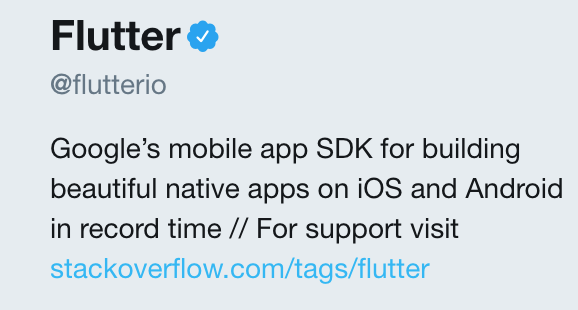 Flutter
@flutterio
Google’s mobile app SDK for building
beautiful native apps on iOS and Android
in record time // For support visit
stackoverflow.com/tags/flutter